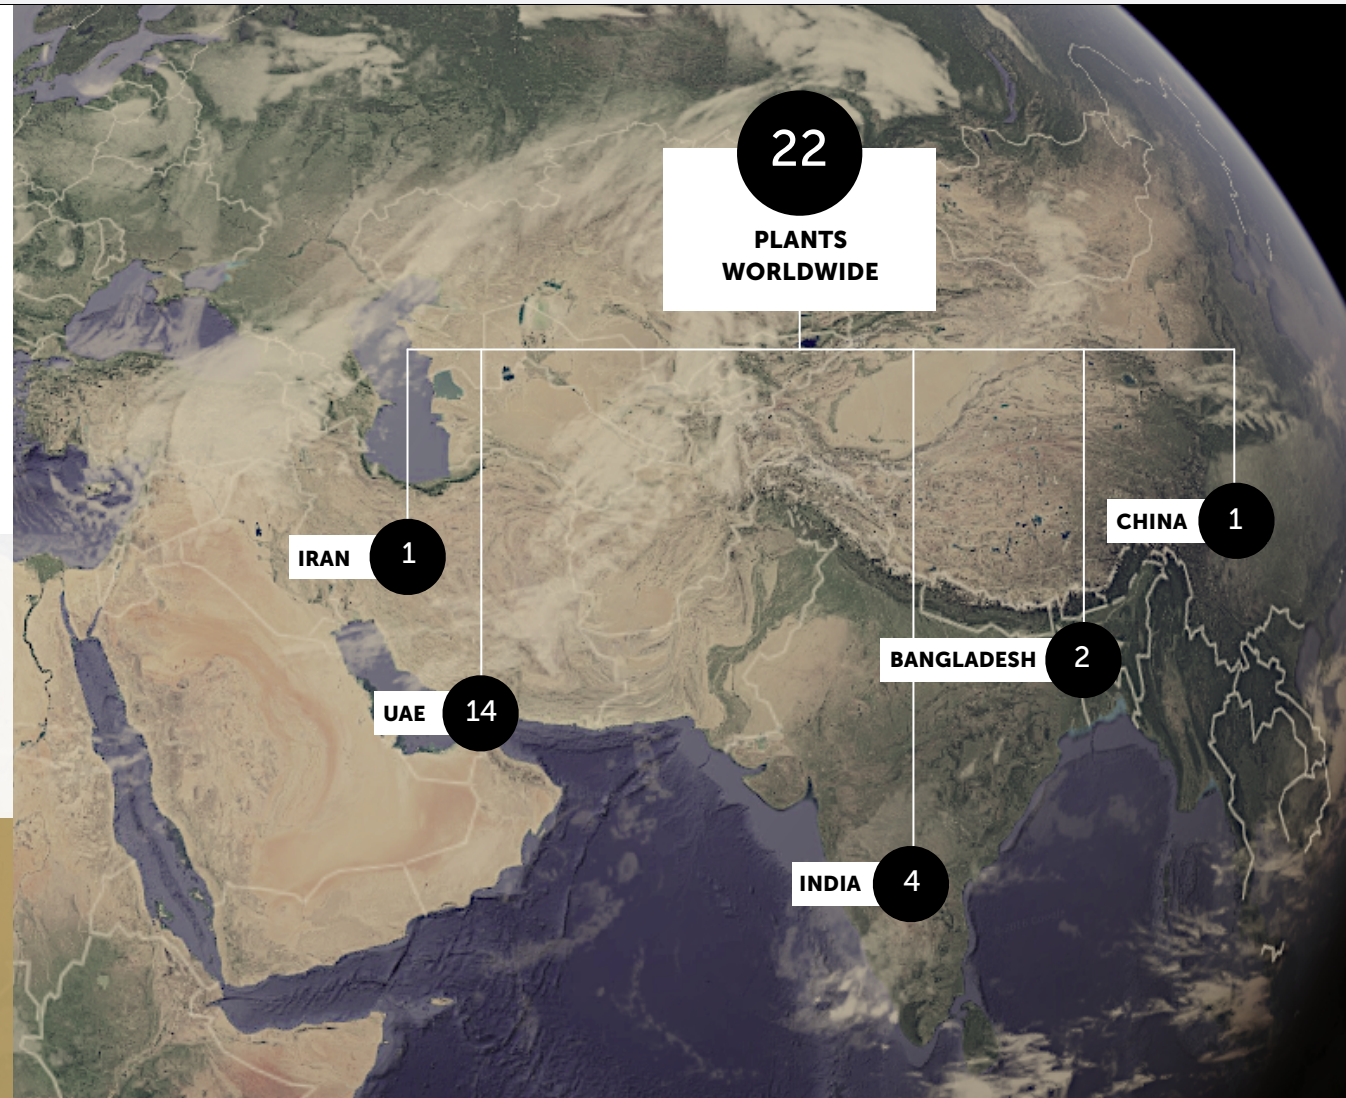 22
PLANTS
WORLDWIDE
CHINA 1
IRAN 1
BANGLADESH 2
UAE 14
INDIA 4